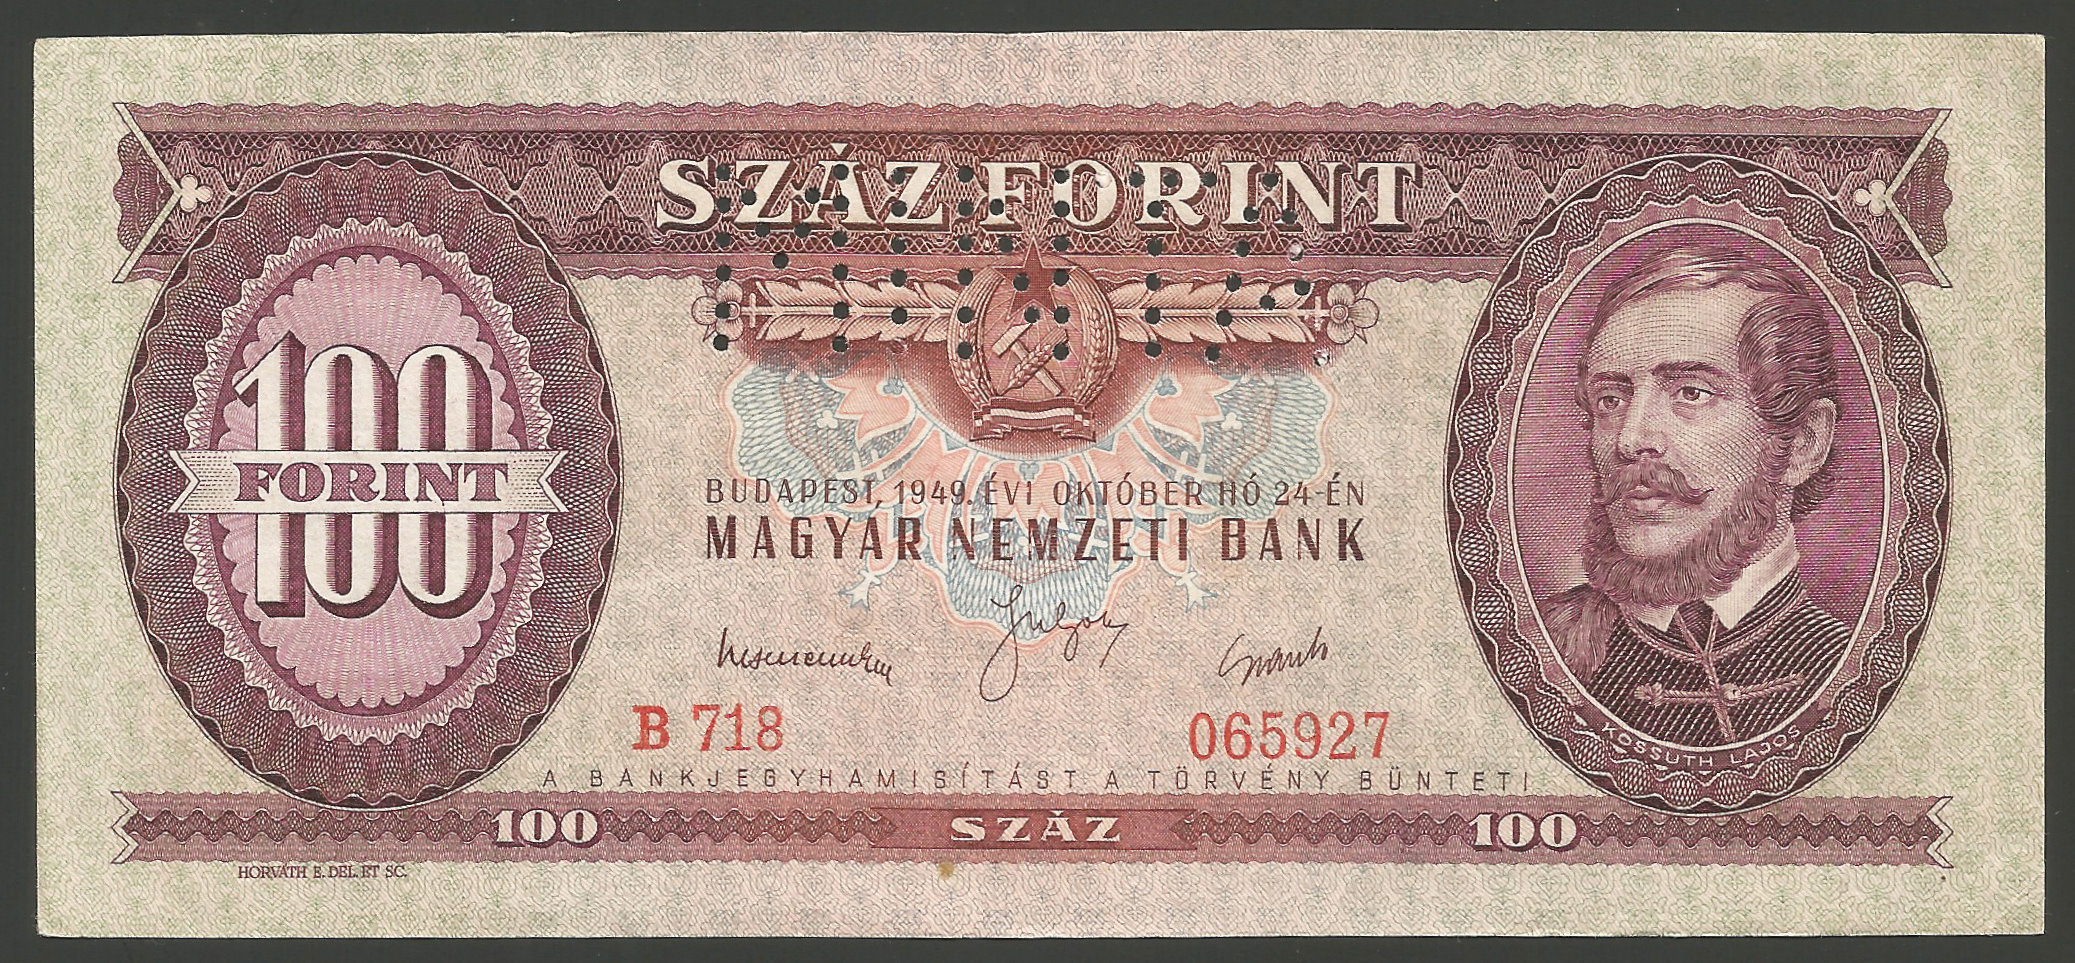 SZÁZ FORINT
MINTA
100
FORINT
BUDAPEST, 1949. ÉVI OKTÓBER HÓ 24-ÉN
MAGYAR NEMZETI BANK
B 718
065927
KOSSUTH LAJOS
A BANKJEGYHAMISÍTÁST A TÖRVÉNY BÜNTETI
100
SZÁZ
100
HORVÁTH E. DEL. ET SC.